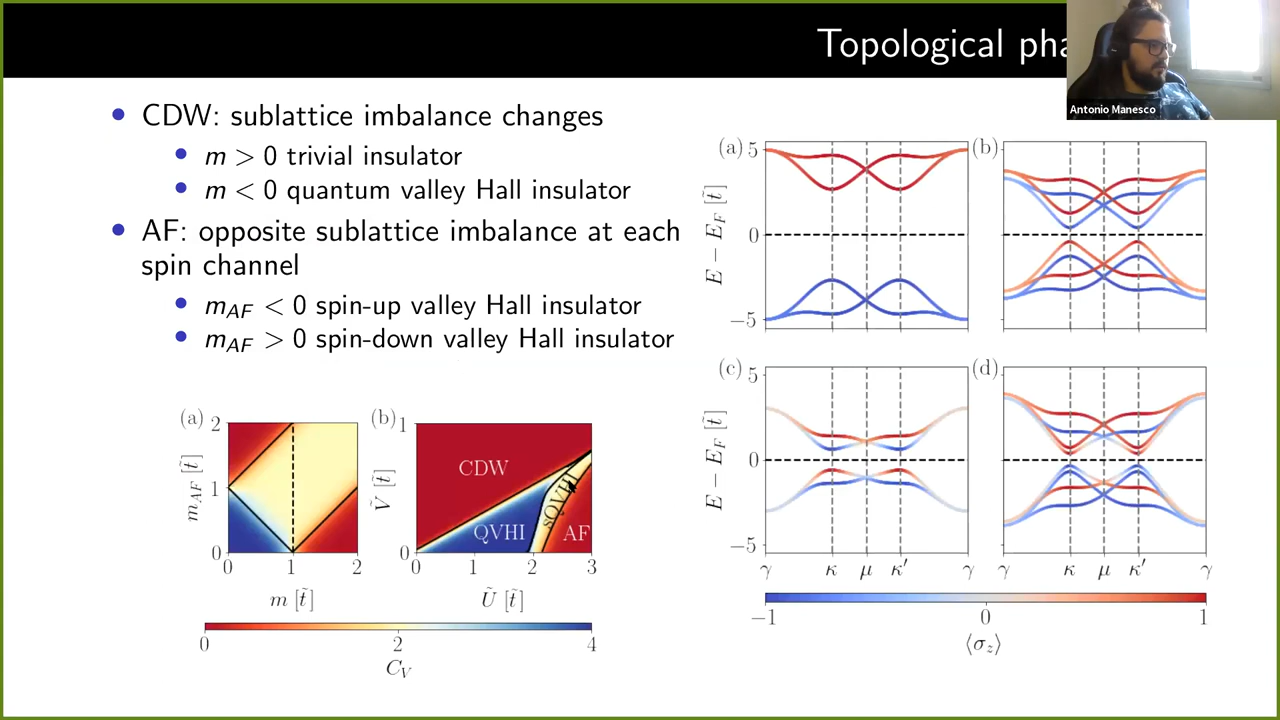 Topological pha
Antonio Manesco
• CDW: sublattice imbalance changes
• m > 0 trivial insulator
• m < 0 quantum valley Hall insulator
• AF: opposite sublattice imbalance at each
spin channel
• m_AF < 0 spin-up valley Hall insulator
• m_AF > 0 spin-down valley Hall insulator
(a)
2
1
0
m_AF [t̃]
0 1 2
m [t̃]
(b)
1
0
Ṽ [t̃]
CDW
QVHI
sQVHI
AF
0 1 2 3
Ũ [t̃]
0 2 4
C_V
(a)
5
0
−5
E − E_F [t̃]
(b)
(c)
5
0
−5
E − E_F [t̃]
γ κ μ κ′ γ
(d)
γ κ μ κ′ γ
−1 0 1
⟨σ_z⟩